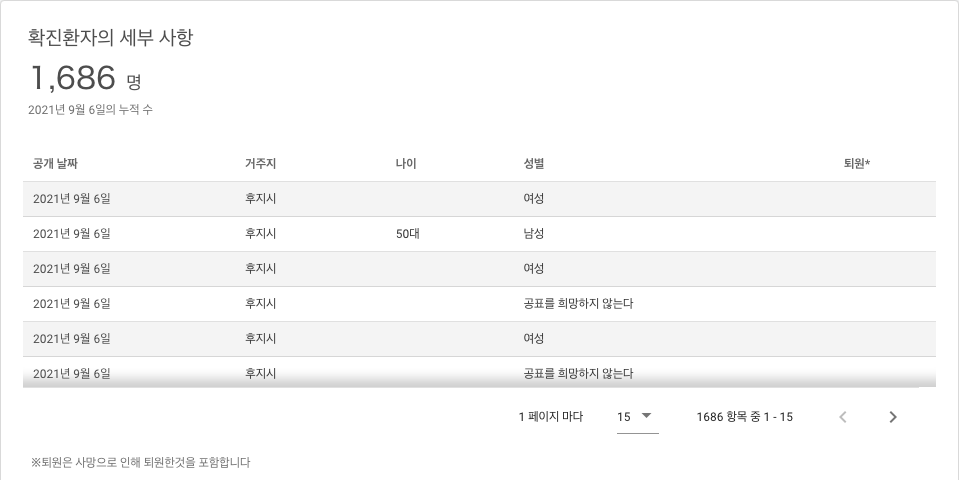 확진환자의 세부 사항
1,686 명
2021년 9월 6일의 누적 수
공개 날짜 거주지 나이 성별 퇴원*
2021년 9월 6일 후지시 여성
2021년 9월 6일 후지시 50대 남성
2021년 9월 6일 후지시 여성
2021년 9월 6일 후지시 공표를 희망하지 않는다
2021년 9월 6일 후지시 여성
2021년 9월 6일 후지시 공표를 희망하지 않는다
1 페이지 마다 15 1686 항목 중 1 - 15
※퇴원은 사망으로 인해 퇴원한것을 포함합니다